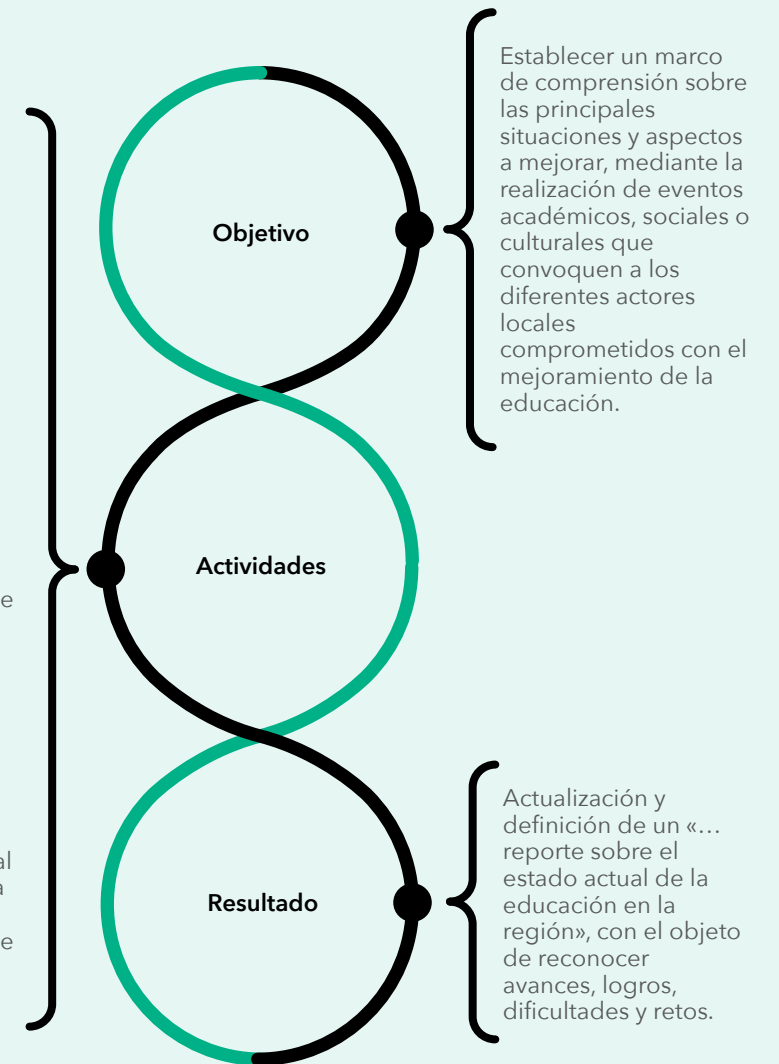 Objetivo
Establecer un marco
de comprensión sobre
las principales
situaciones y aspectos
a mejorar, mediante la
realización de eventos
académicos, sociales o
culturales que
convoquen a los
diferentes actores
locales
comprometidos con el
mejoramiento de la
educación.
Actividades
e
al
a
e
Resultado
Actualización y
definición de un «…
reporte sobre el
estado actual de la
educación en la
región», con el objeto
de reconocer
avances, logros,
dificultades y retos.